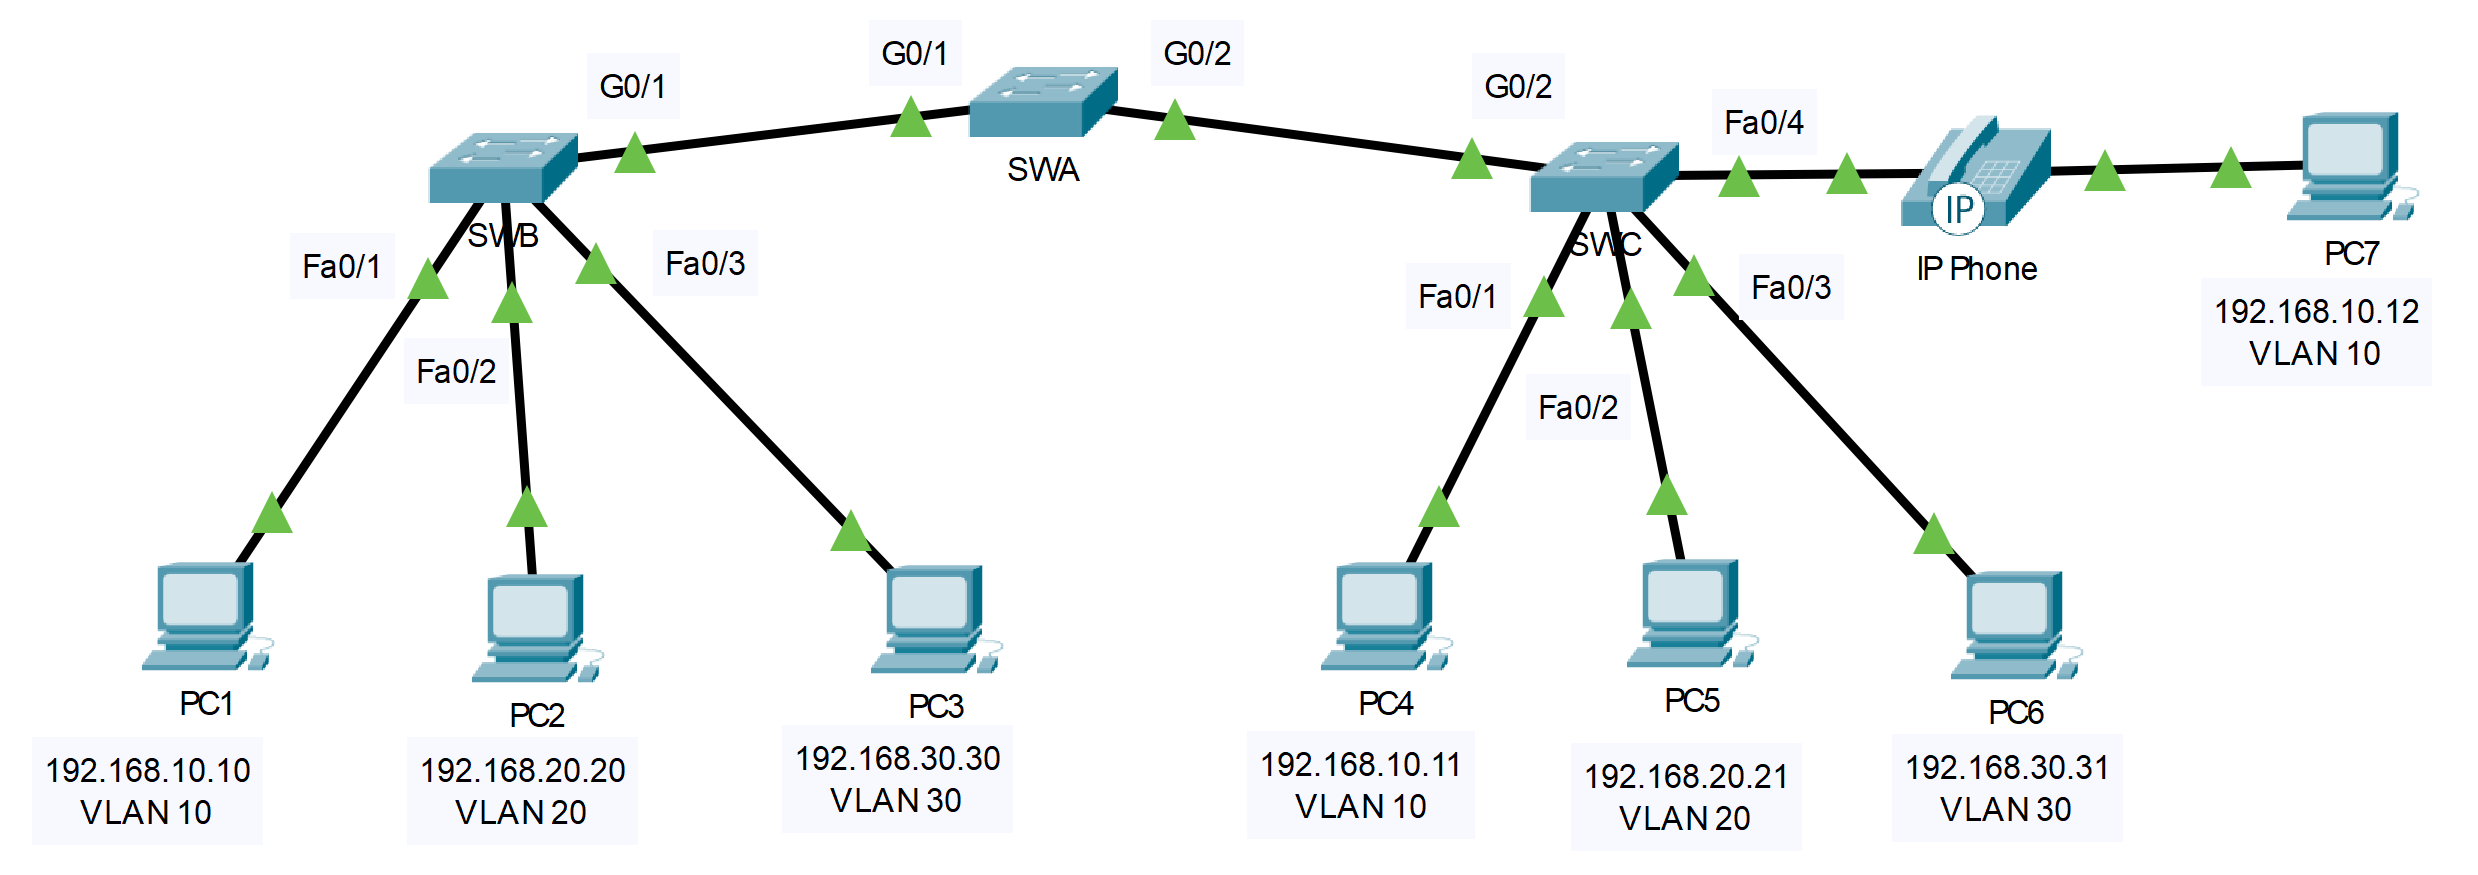 G0/1
G0/1
G0/2
G0/2
Fa0/4
SWA
SWB
SWC
IP
IP Phone
PC7
192.168.10.12
VLAN 10
Fa0/1
Fa0/2
Fa0/3
Fa0/1
Fa0/2
Fa0/3
PC1
192.168.10.10
VLAN 10
PC2
192.168.20.20
VLAN 20
PC3
192.168.30.30
VLAN 30
PC4
192.168.10.11
VLAN 10
PC5
192.168.20.21
VLAN 20
PC6
192.168.30.31
VLAN 30